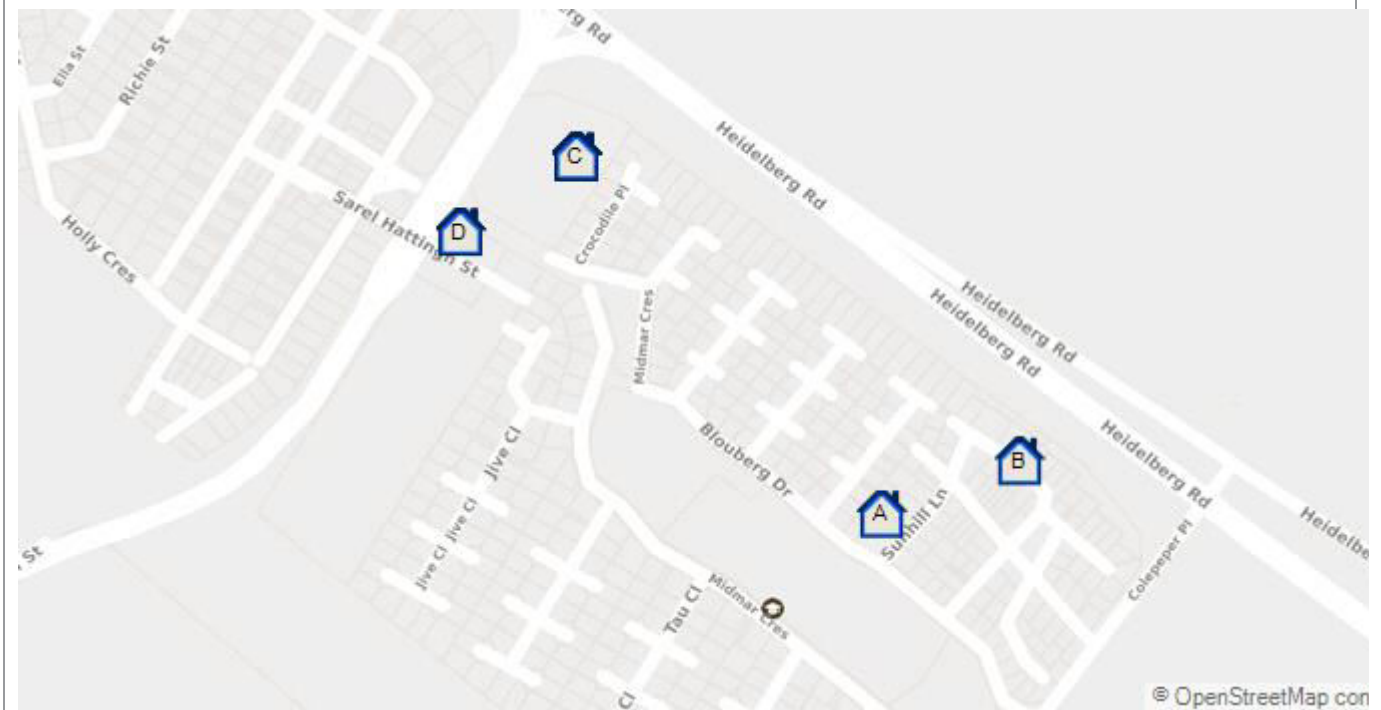 erg Rd
Ella St
Richie St
Heidelberg Rd
C
Sarel Hattingh St
D
Crocodile Pl
Holly Cres
Midmar Cres
Heidelberg Rd
Heidelberg Rd
Blouberg Dr
Jive Cl
Heidelberg Rd
B
A
Sunhill Ln
Heidelbe
Jive Cl
Jive Cl
St
Colepeper Pl
Midmar Cres
Tau Cl
Cl
© OpenStreetMap con